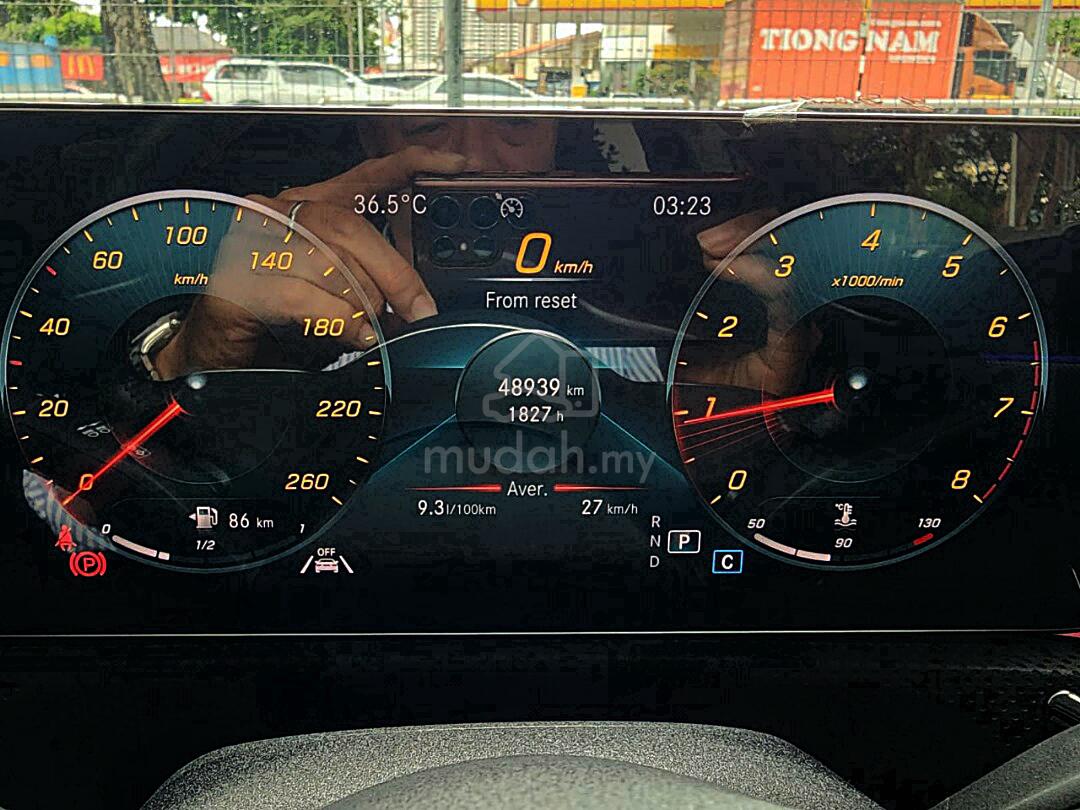 TIONG NAM
LOGISTICS
36.5°C
03:23
0 km/h
From reset
48939 km
1827 h
mudah.my
Aver.
9.3 l/100km
27 km/h
0
20
40
60
100
140
180
220
260
km/h
0
1/2
1
86 km
P
OFF
R
N
D
P
C
0
1
2
3
4
5
6
7
8
x1000/min
50
90
130
°C